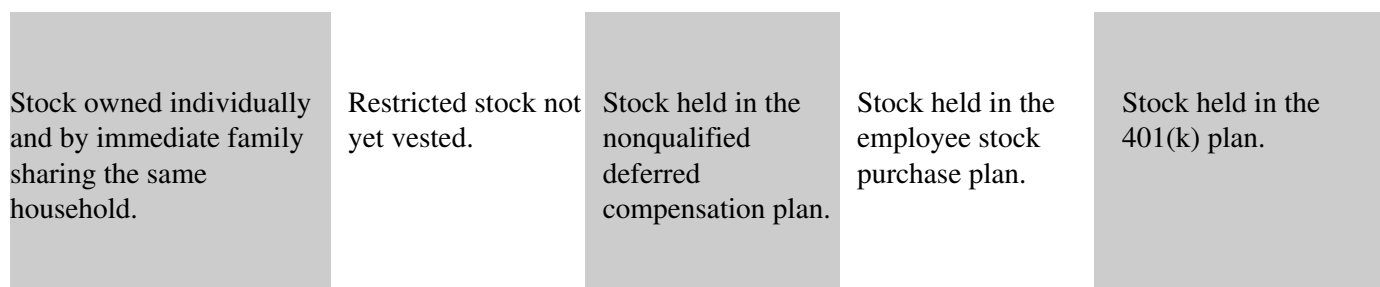 Stock owned individually
and by immediate family
sharing the same
household.
Restricted stock not
yet vested.
Stock held in the
nonqualified
deferred
compensation plan.
Stock held in the
employee stock
purchase plan.
Stock held in the
401(k) plan.